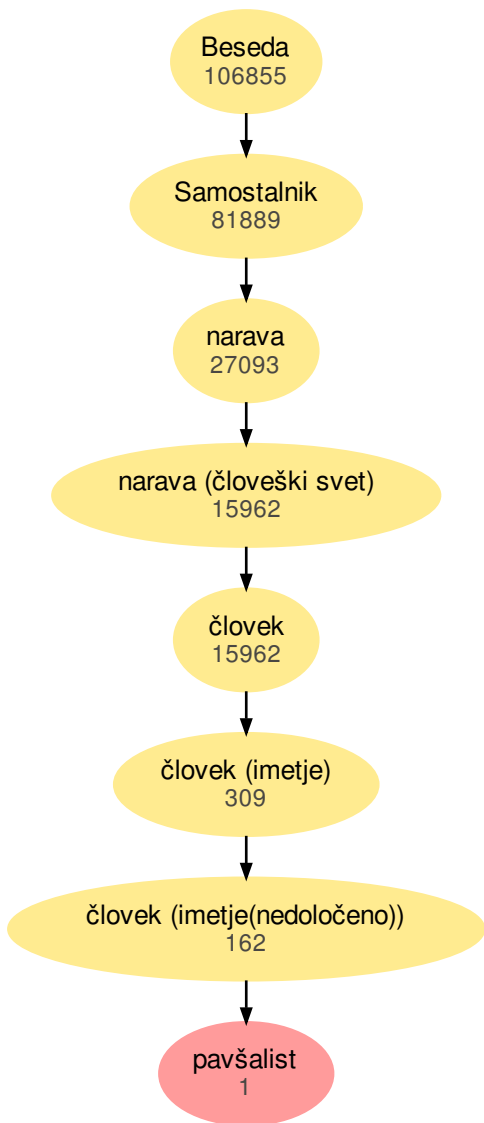 Beseda
106855
Samostalnik
81889
narava
27093
narava (človeški svet)
15962
človek
15962
človek (imetje)
309
človek (imetje(nedoločeno))
162
pavšalist
1